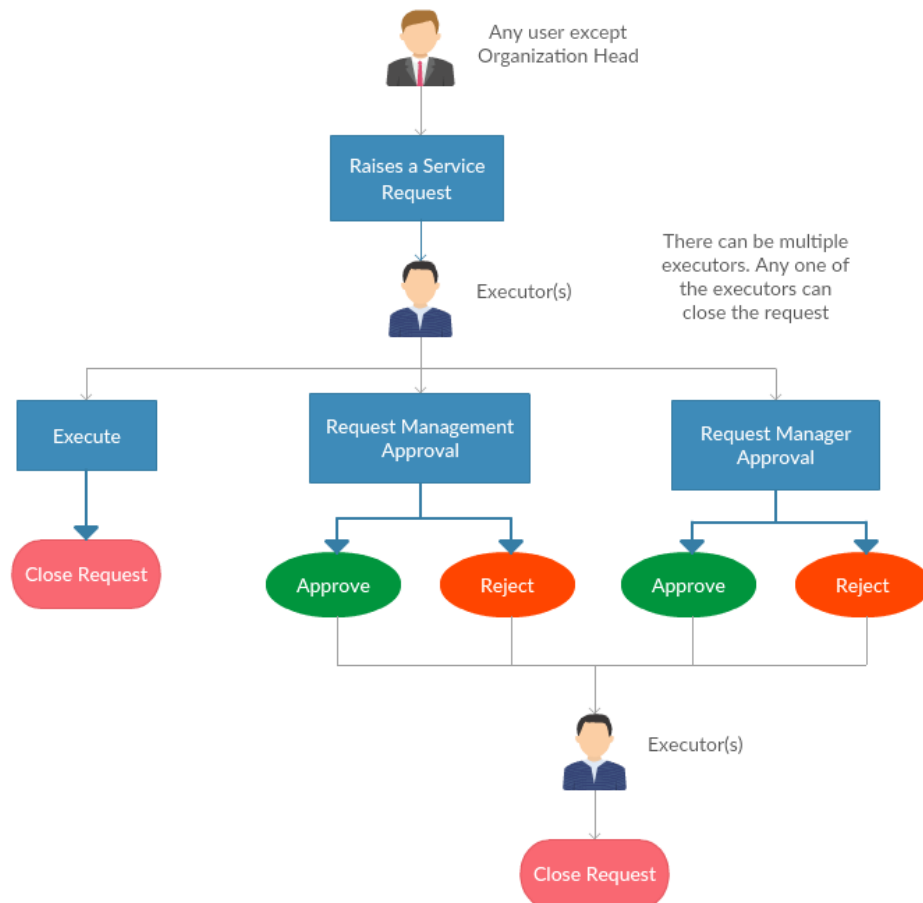 Any user except
Organization Head
Raises a Service
Request
Executor(s)
There can be multiple
executors. Any one of
the executors can
close the request
Execute
Request Management
Approval
Request Manager
Approval
Close Request
Approve
Reject
Approve
Reject
Executor(s)
Close Request